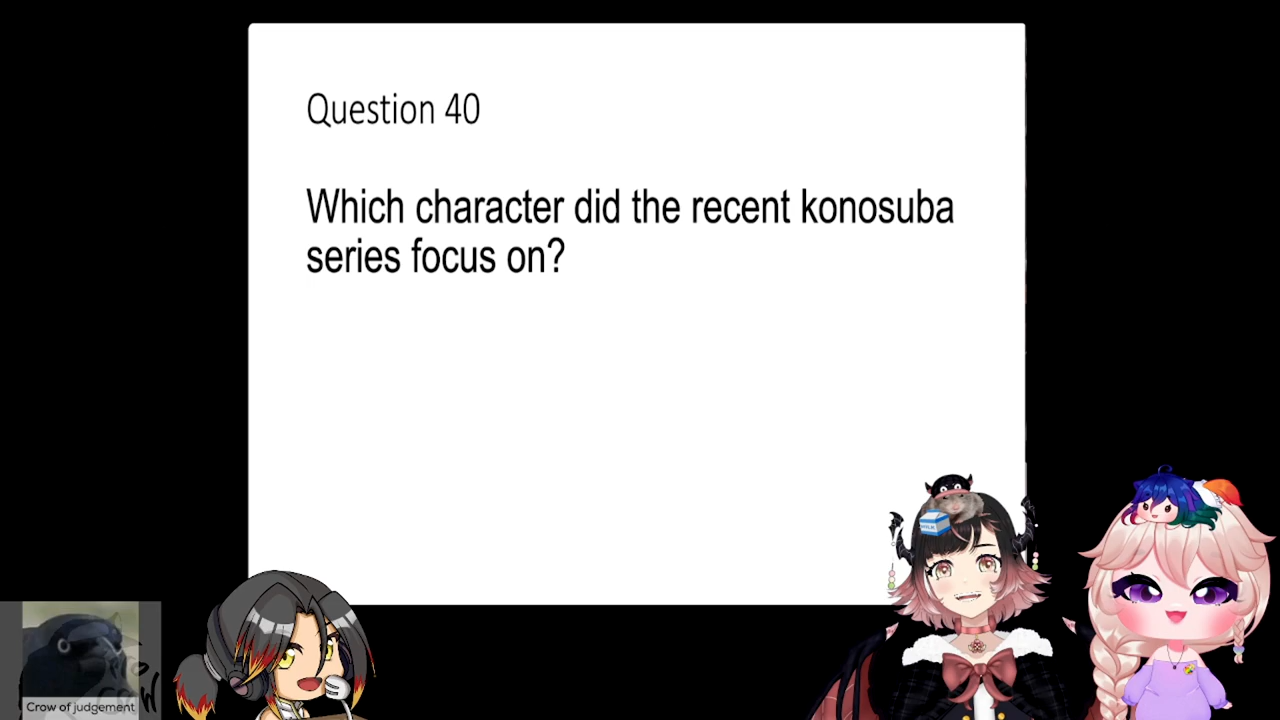 Question 40
Which character did the recent konosuba
series focus on?
Crow of judgement